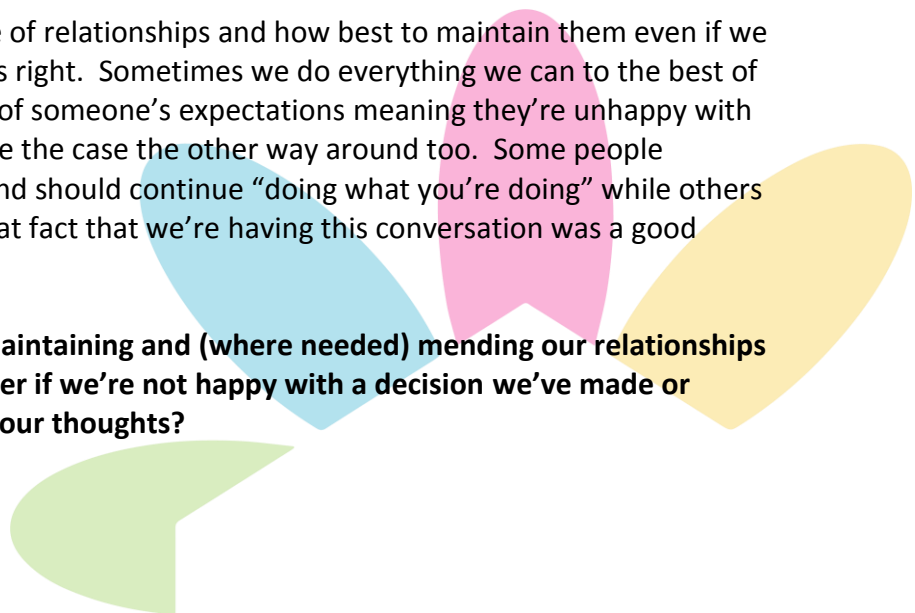 of relationships and how best to maintain them even if we
right. Sometimes we do everything we can to the best of
of someone’s expectations meaning they’re unhappy with
the case the other way around too. Some people
should continue “doing what you’re doing” while others
fact that we’re having this conversation was a good
maintaining and (where needed) mending our relationships
if we’re not happy with a decision we’ve made or
our thoughts?